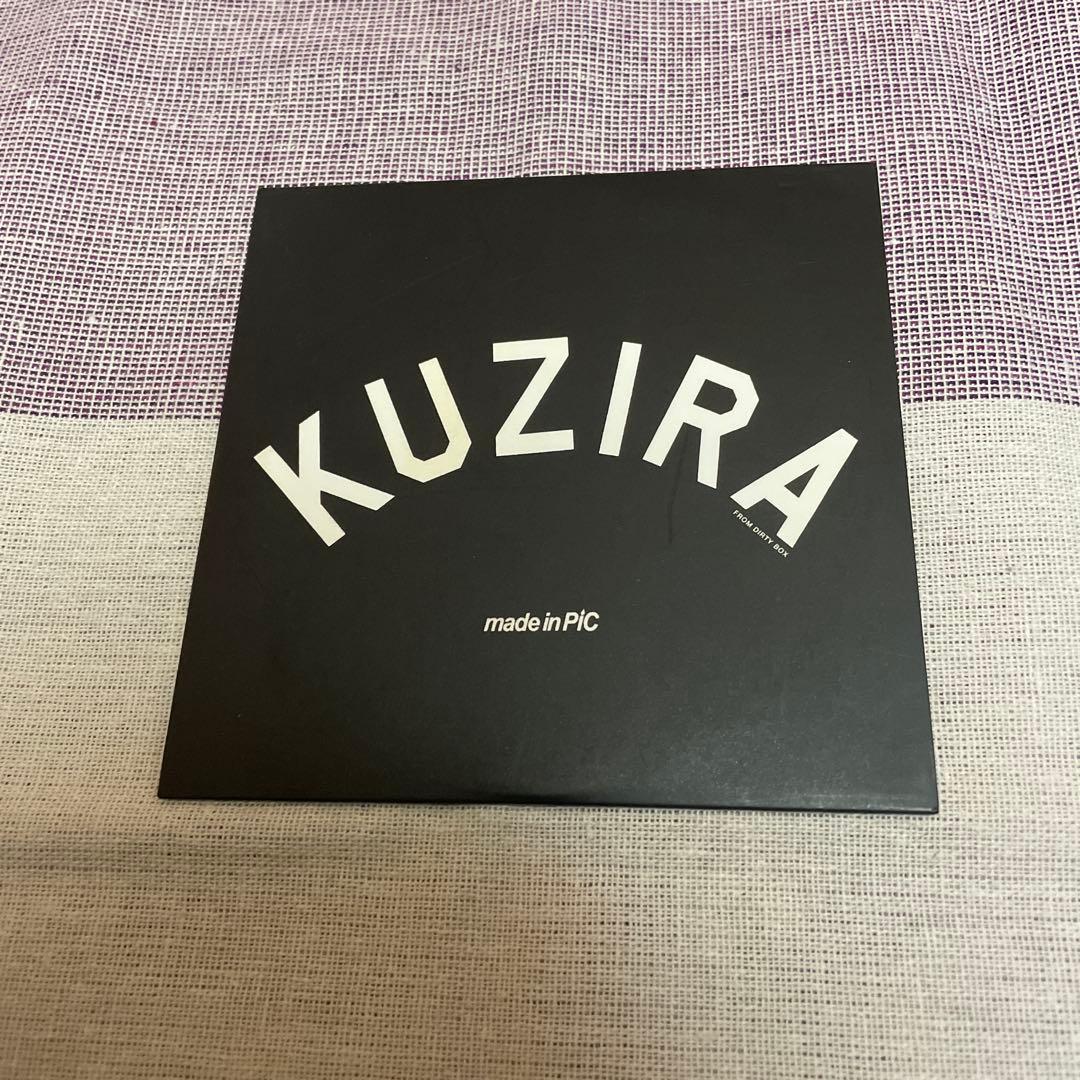 KUZIRA
FROM DIRTY BOX
made in PiC